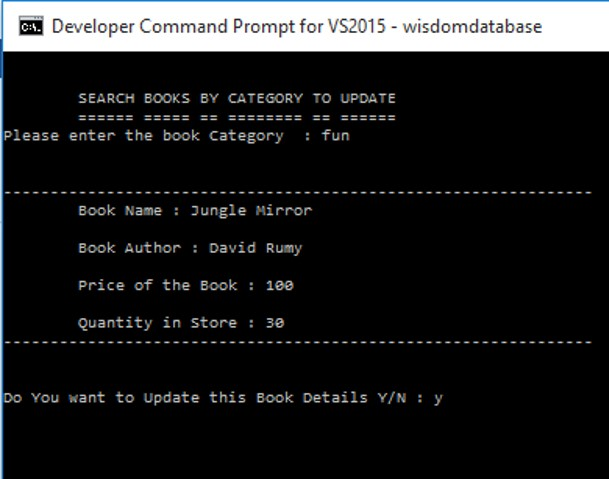 Developer Command Prompt for VS2015 - wisdomdatabase
SEARCH BOOKS BY CATEGORY TO UPDATE
====== ===== == ======== == ======
Please enter the book Category  : fun
---------------------------------------------------------------
Book Name : Jungle Mirror
Book Author : David Rumy
Price of the Book : 100
Quantity in Store : 30
---------------------------------------------------------------
Do You want to Update this Book Details Y/N : y